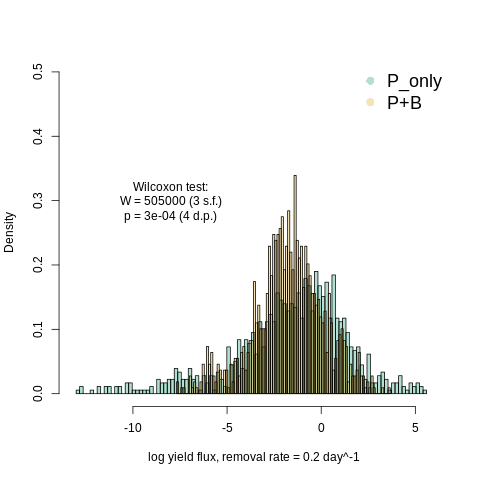 P_only
P+B
Wilcoxon test:
W = 505000 (3 s.f.)
p = 3e-04 (4 d.p.)
Density
0.5
0.4
0.3
0.2
0.1
0.0
-10 -5 0 5
log yield flux, removal rate = 0.2 day^-1